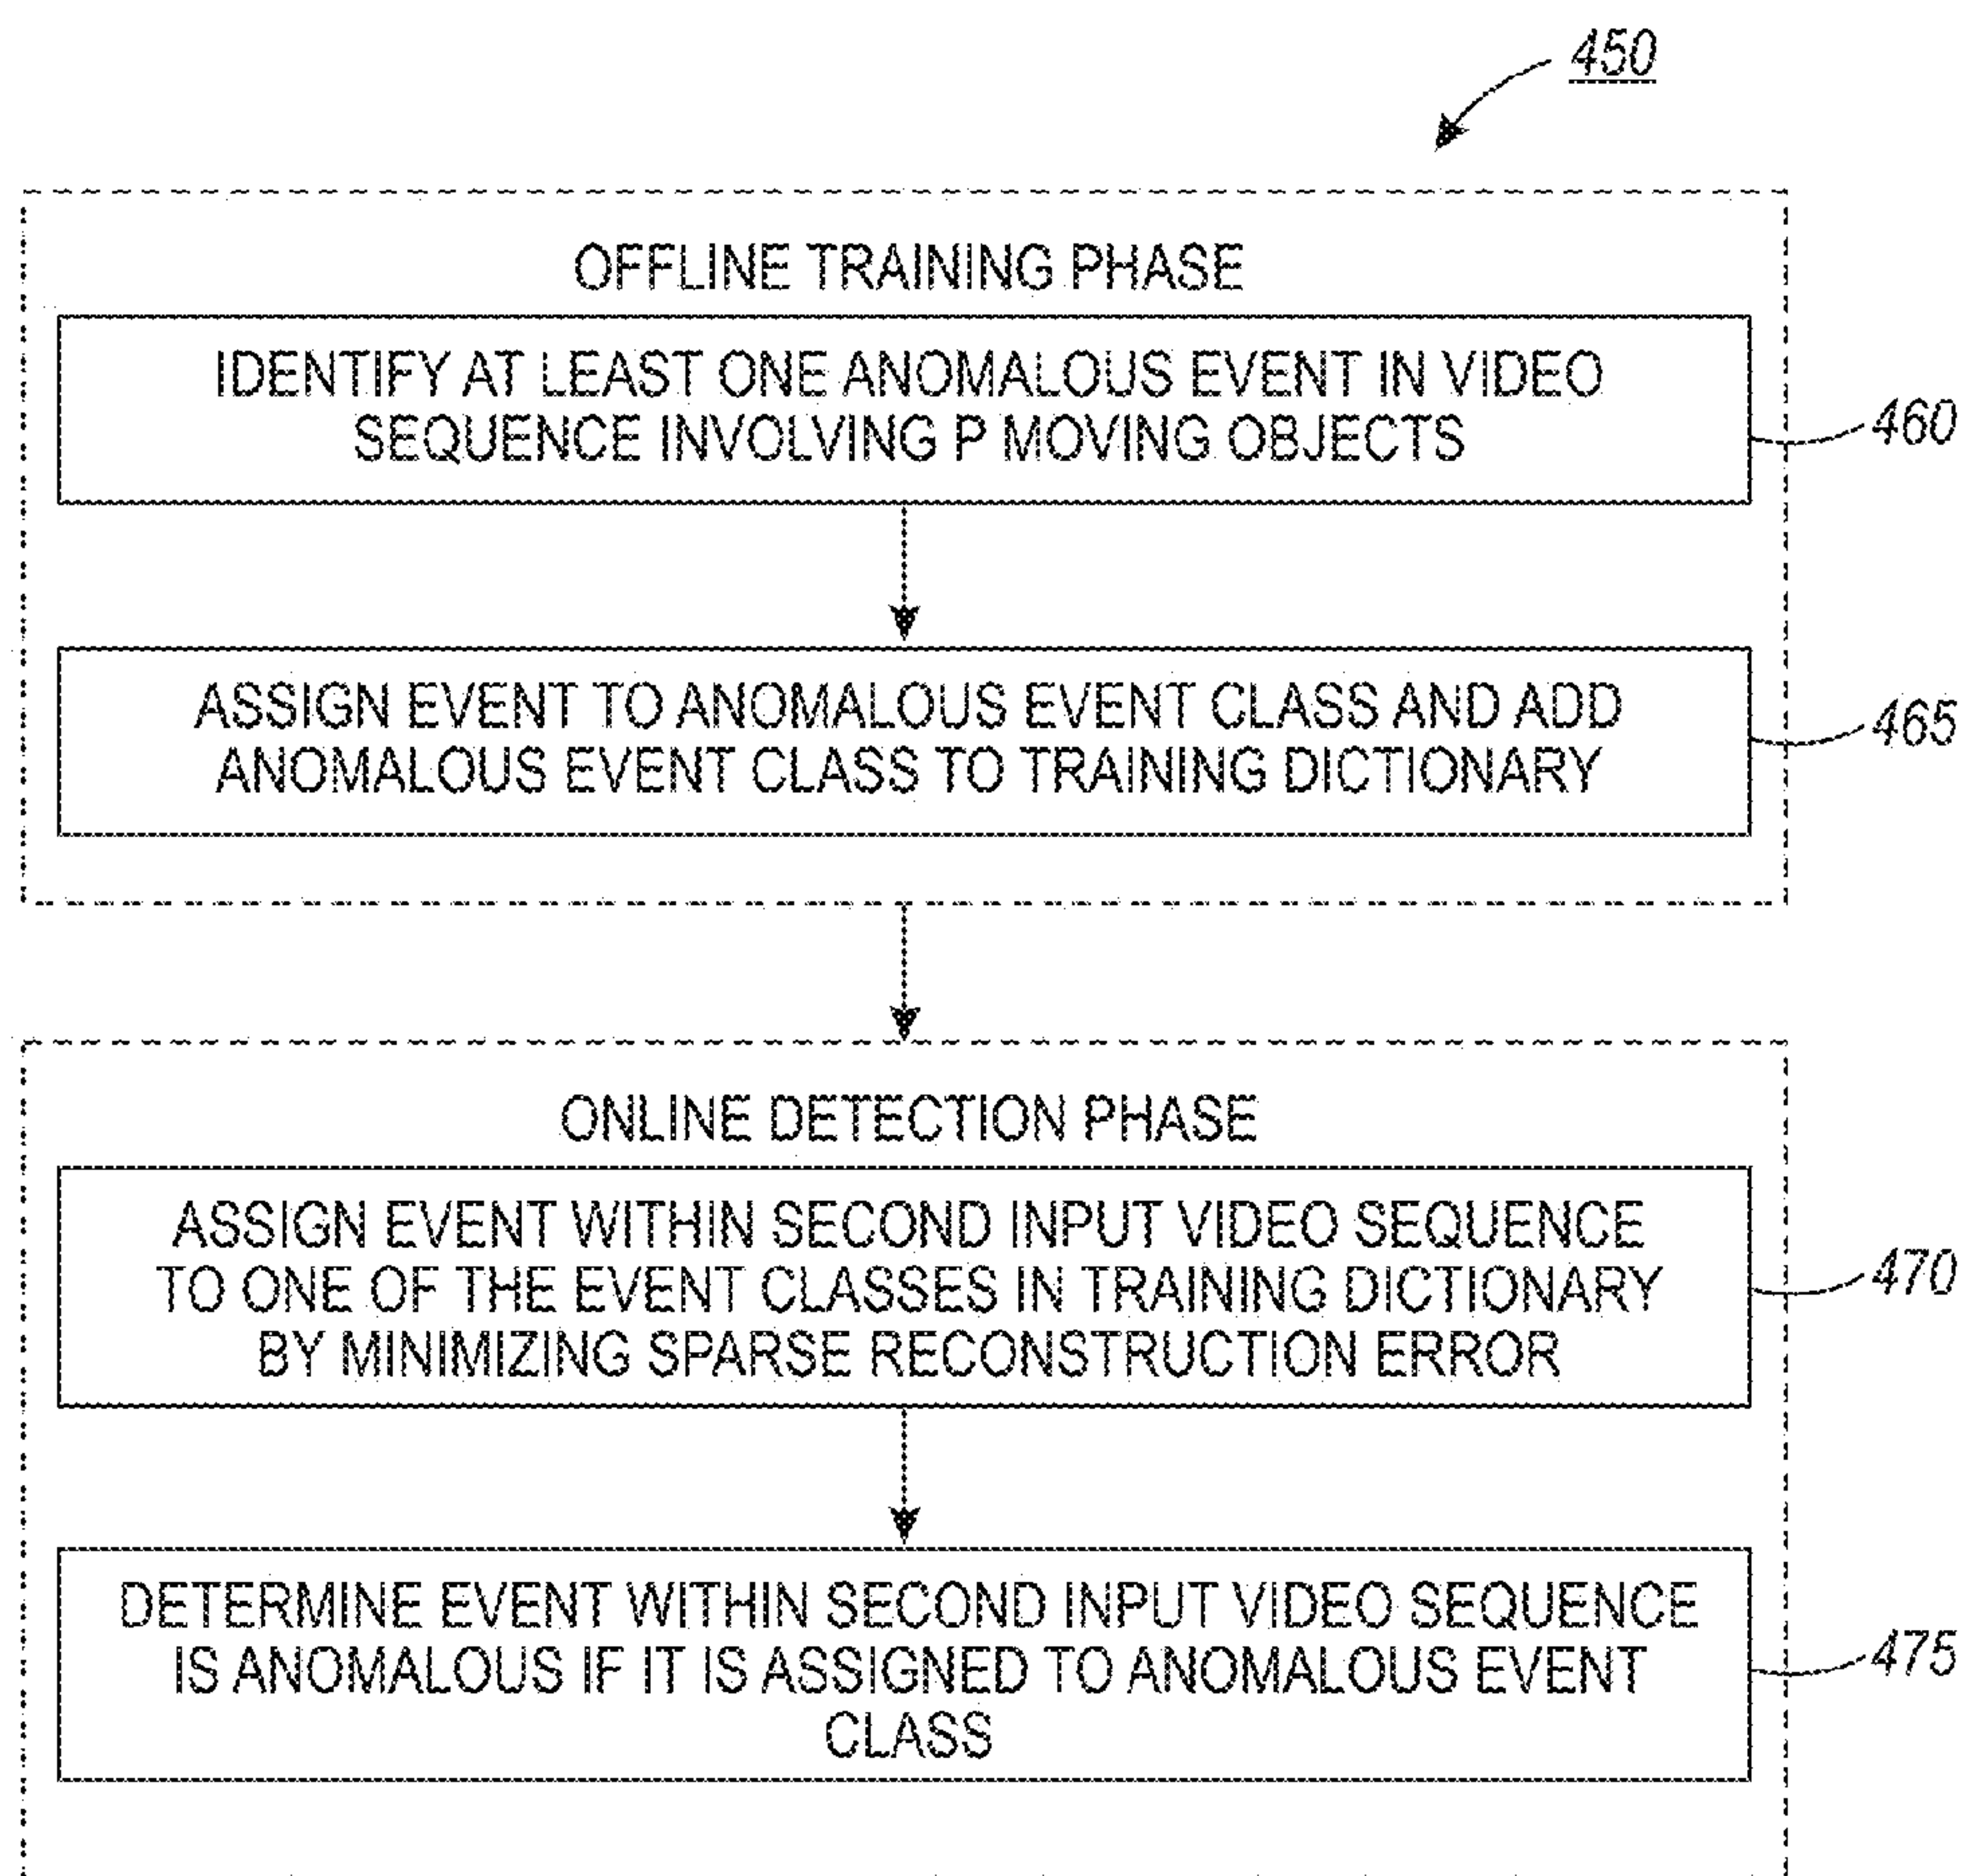 450
OFFLINE TRAINING PHASE
IDENTIFY AT LEAST ONE ANOMALOUS EVENT IN VIDEO
SEQUENCE INVOLVING P MOVING OBJECTS
460
ASSIGN EVENT TO ANOMALOUS EVENT CLASS AND ADD
ANOMALOUS EVENT CLASS TO TRAINING DICTIONARY
465
ONLINE DETECTION PHASE
ASSIGN EVENT WITHIN SECOND INPUT VIDEO SEQUENCE
TO ONE OF THE EVENT CLASSES IN TRAINING DICTIONARY
BY MINIMIZING SPARSE RECONSTRUCTION ERROR
470
DETERMINE EVENT WITHIN SECOND INPUT VIDEO SEQUENCE
IS ANOMALOUS IF IT IS ASSIGNED TO ANOMALOUS EVENT
CLASS
475